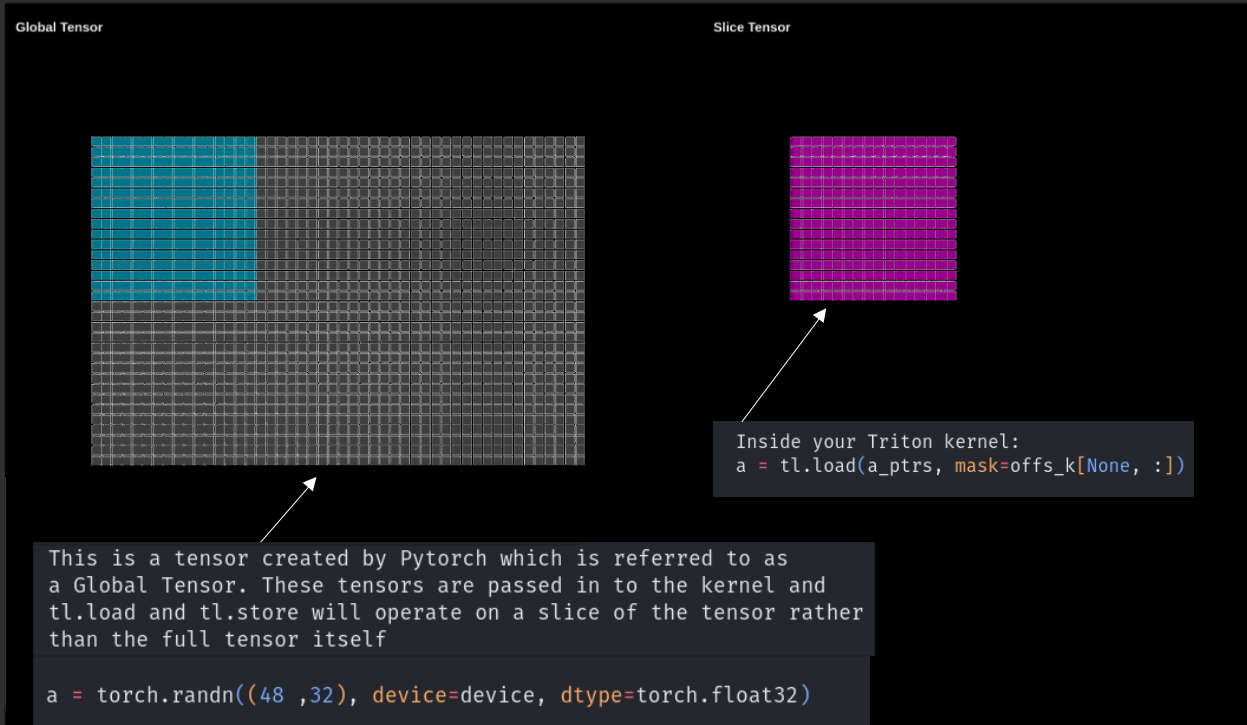 Global Tensor
Slice Tensor
Inside your Triton kernel:
a = tl.load(a_ptrs, mask=offs_k[None, :])
This is a tensor created by Pytorch which is referred to as
a Global Tensor. These tensors are passed in to the kernel and
tl.load and tl.store will operate on a slice of the tensor rather
than the full tensor itself
a = torch.randn((48 ,32), device=device, dtype=torch.float32)